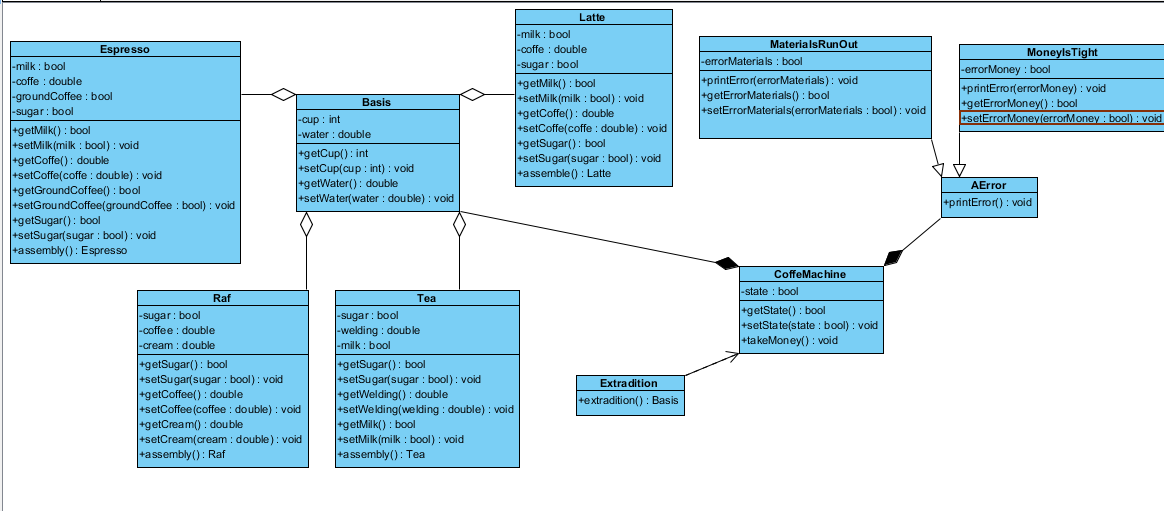 Espresso
-milk : bool
-coffe : double
-groundCoffee : bool
-sugar : bool
+getMilk() : bool
+setMilk(milk : bool) : void
+getCoffe() : double
+setCoffe(coffe : double) : void
+getGroundCoffee() : bool
+setGroundCoffee(groundCoffee : bool) : void
+getSugar() : bool
+setSugar(sugar : bool) : void
+assembly() : Espresso
Basis
-cup : int
-water : double
+getCup() : int
+setCup(cup : int) : void
+getWater() : double
+setWater(water : double) : void
Latte
-milk : bool
-coffe : double
-sugar : bool
+getMilk() : bool
+setMilk(milk : bool) : void
+getCoffe() : double
+setCoffe(coffe : double) : void
+getSugar() : bool
+setSugar(sugar : bool) : void
+assemble() : Latte
MaterialsRunOut
-errorMaterials : bool
+printError(errorMaterials) : void
+getErrorMaterials() : bool
+setErrorMaterials(errorMaterials : bool) : void
MoneyIsTight
-errorMoney : bool
+printError(errorMoney) : void
+getErrorMoney() : bool
+setErrorMoney(errorMoney : bool) : void
AError
+printError() : void
Raf
-sugar : bool
-coffee : double
-cream : double
+getSugar() : bool
+setSugar(sugar : bool) : void
+getCoffee() : double
+setCoffee(coffee : double) : void
+getCream() : double
+setCream(cream : double) : void
+assembly() : Raf
Tea
-sugar : bool
-welding : double
-milk : bool
+getSugar() : bool
+setSugar(sugar : bool) : void
+getWelding() : double
+setWelding(welding : double) : void
+getMilk() : bool
+setMilk(milk : bool) : void
+assembly() : Tea
CoffeMachine
-state : bool
+getState() : bool
+setState(state : bool) : void
+takeMoney() : void
Extradition
+extradition() : Basis